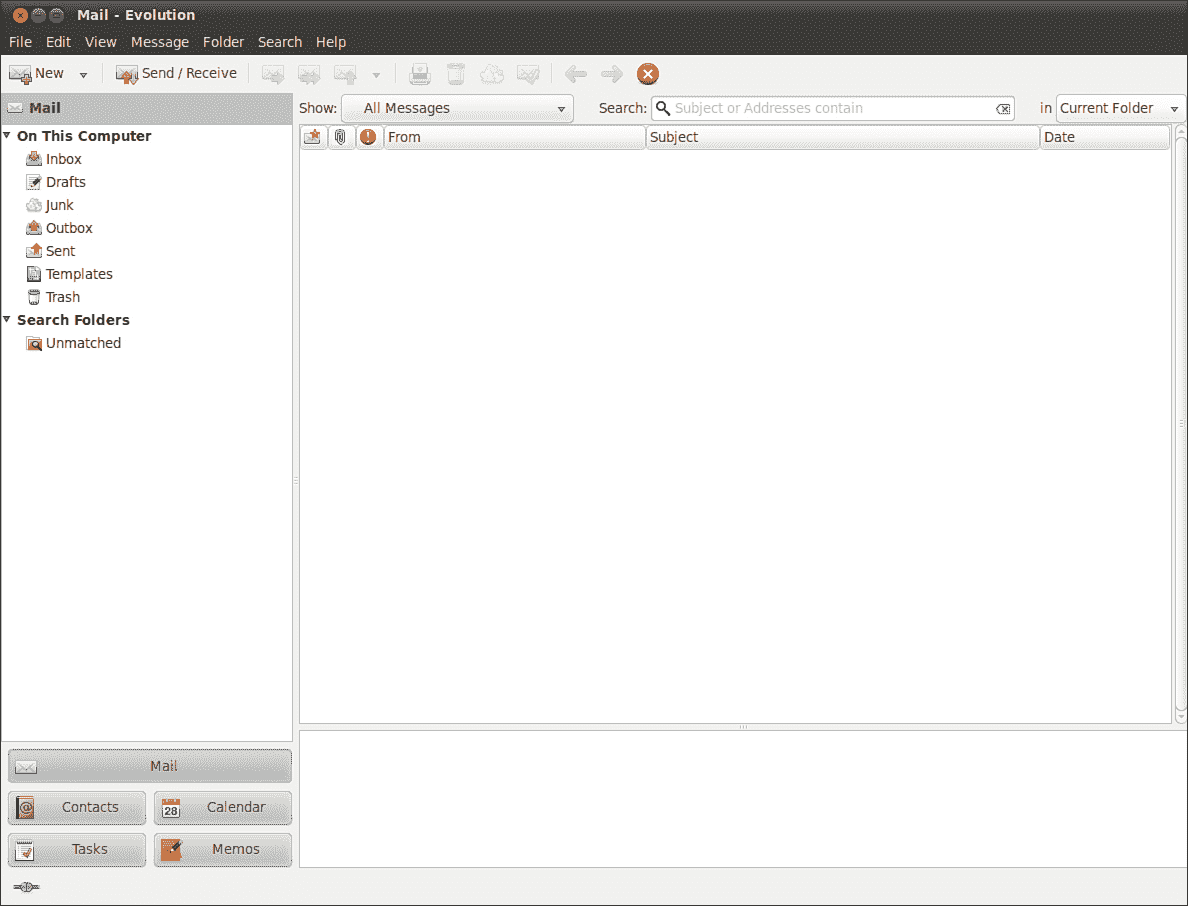 Mail - Evolution
File Edit View Message Folder Search Help
New Send / Receive
Mail
Show: All Messages Search: Subject or Addresses contain in Current Folder
From Subject Date
On This Computer
Inbox
Drafts
Junk
Outbox
Sent
Templates
Trash
Search Folders
Unmatched
Mail
Contacts 28 Calendar
Tasks Memos